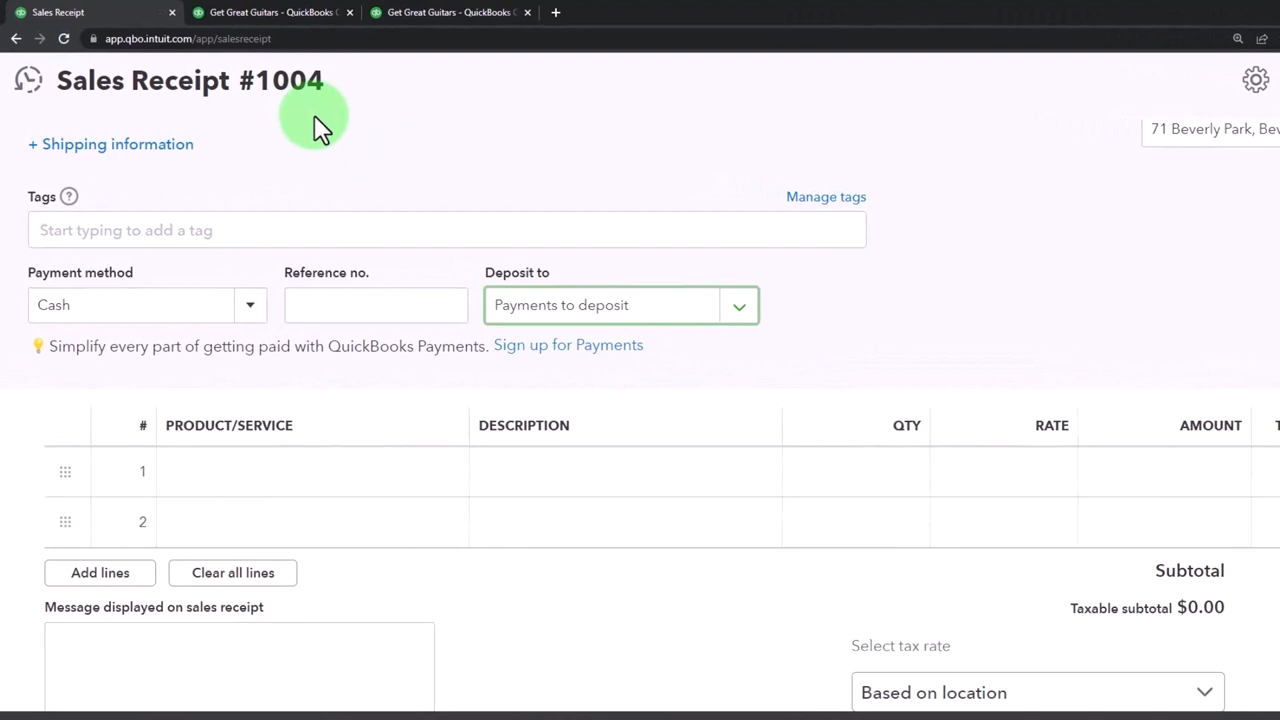 Sales Receipt
Get Great Guitars - QuickBooks C
Get Great Guitars - QuickBooks C
app.qbo.intuit.com/app/salesreceipt
Sales Receipt #1004
+ Shipping information
71 Beverly Park, Bev
Tags ?
Manage tags
Start typing to add a tag
Payment method
Reference no.
Deposit to
Cash
Payments to deposit
Simplify every part of getting paid with QuickBooks Payments. Sign up for Payments
# PRODUCT/SERVICE DESCRIPTION QTY RATE AMOUNT T
1
2
Add lines
Clear all lines
Subtotal
Message displayed on sales receipt
Taxable subtotal $0.00
Select tax rate
Based on location